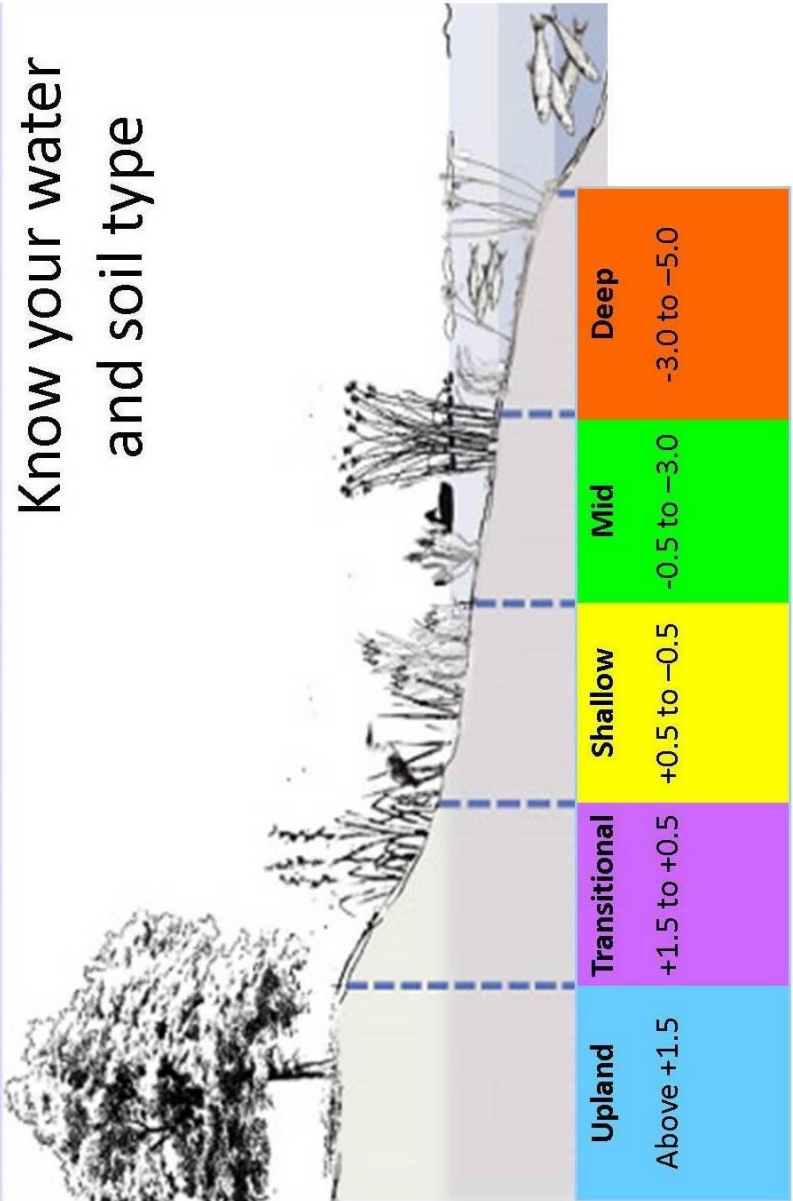 Know your water
and soil type
Upland
Above +1.5
Transitional
+1.5 to +0.5
Shallow
+0.5 to –0.5
Mid
-0.5 to –3.0
Deep
-3.0 to –5.0